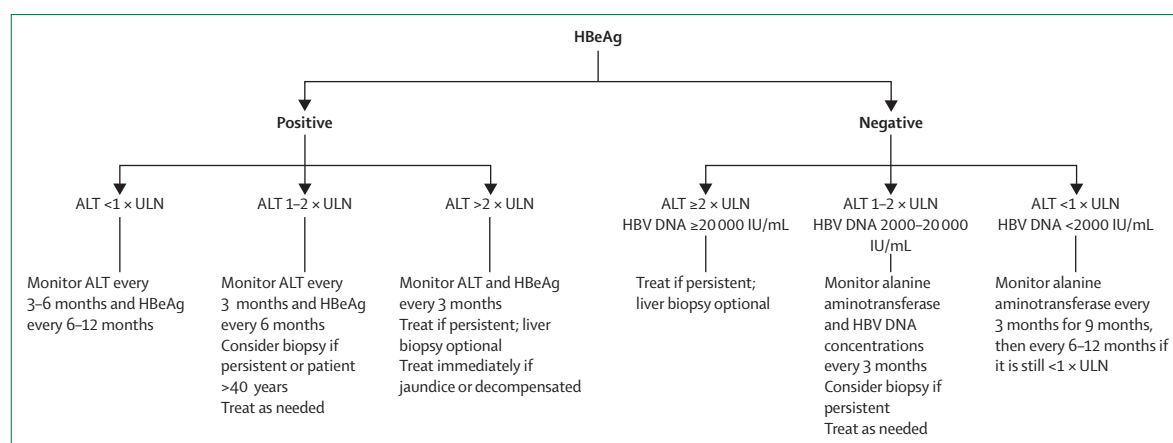 HBeAg
Positive
Negative
ALT <1 × ULN
ALT 1–2 × ULN
ALT >2 × ULN
ALT ≥2 × ULN
HBV DNA ≥20 000 IU/mL
ALT 1–2 × ULN
HBV DNA 2000–20 000
IU/mL
ALT <1 × ULN
HBV DNA <2000 IU/mL
Monitor ALT every
3–6 months and HBeAg
every 6–12 months
Monitor ALT every
3 months and HBeAg
every 6 months
Consider biopsy if
persistent or patient
>40 years
Treat as needed
Monitor ALT and HBeAg
every 3 months
Treat if persistent; liver
biopsy optional
Treat immediately if
jaundice or decompensated
Treat if persistent;
liver biopsy optional
Monitor alanine
aminotransferase
and HBV DNA
concentrations
every 3 months
Consider biopsy if
persistent
Treat as needed
Monitor alanine
aminotransferase every
3 months for 9 months,
then every 6–12 months if
it is still <1 × ULN